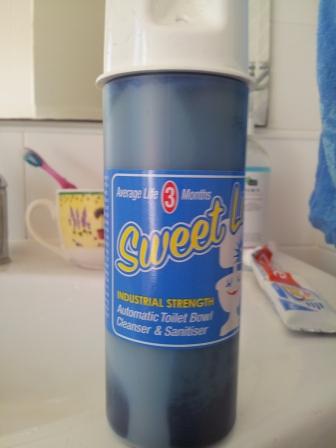 Average Life 3 Months
Sweet L
INDUSTRIAL STRENGTH
Automatic Toilet Bowl
Cleanser & Sanitiser